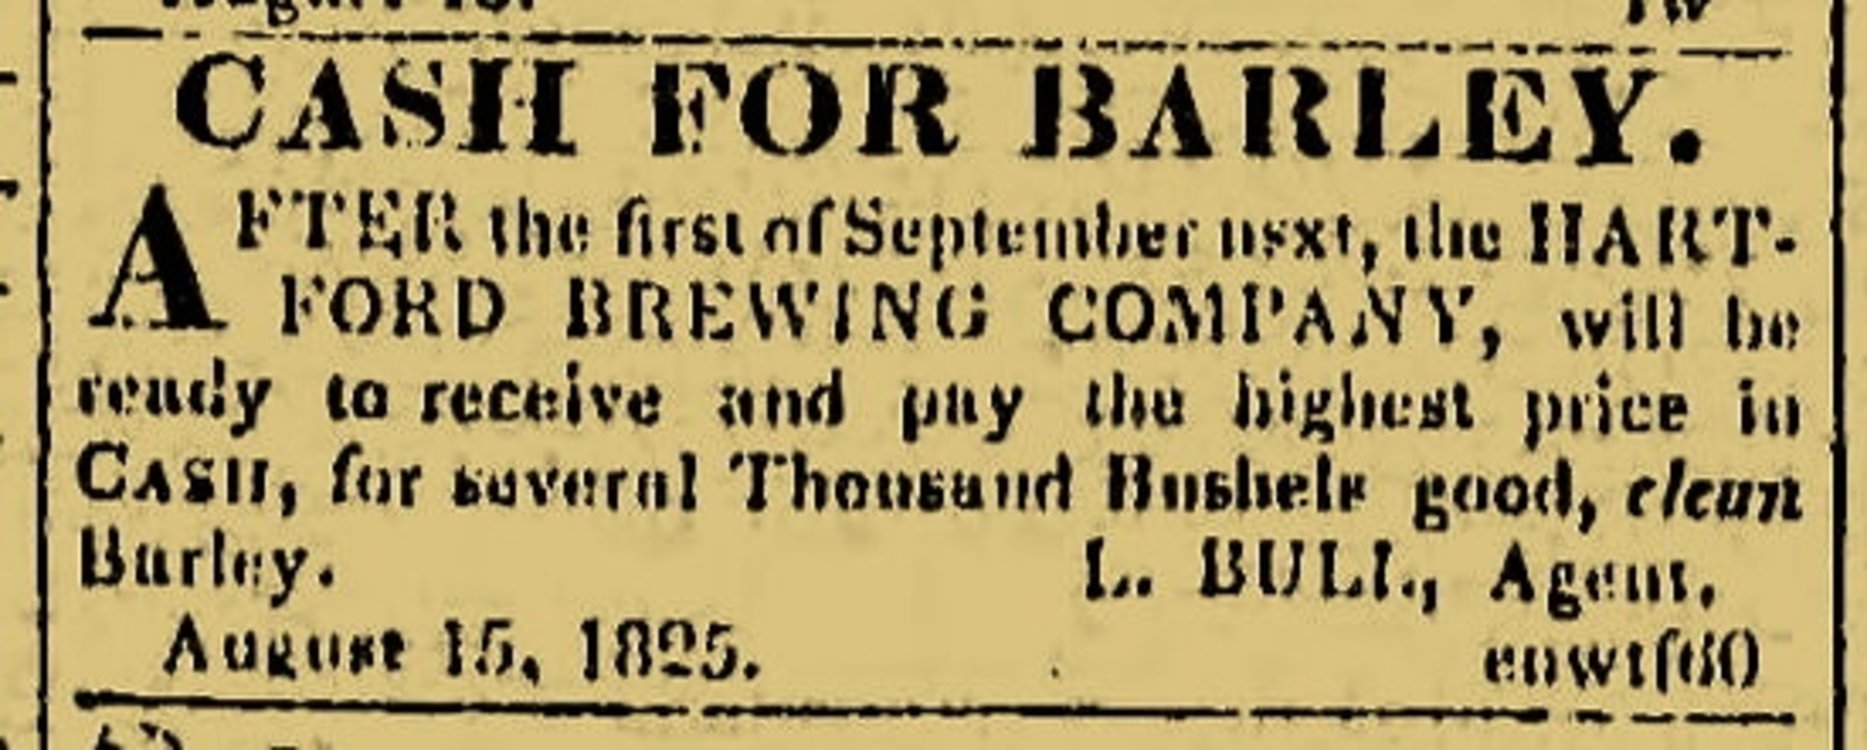 CASH FOR BARLEY.
AFTER the first of September next, the HART-
FORD BREWING COMPANY, will be
ready to receive and pay the highest price in
CASH, for several Thousand Bushels good, clean
Barley. L. BULL, Agent.
August 15, 1825. eowtf60